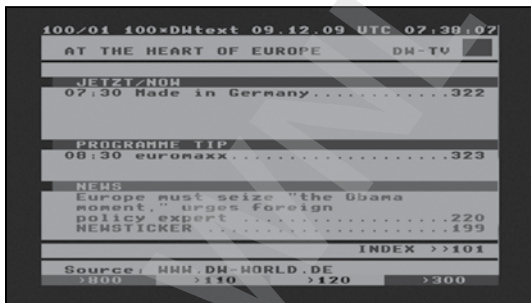 100/01 100*DWtext 09.12.09 UTC 07:38:07
AT THE HEART OF EUROPE DW-TV
JETZT/NOW
07:30 Made in Germany..............322
PROGRAMME TIP
08:30 euromaxx.....................323
NEWS
Europe must seize "the Obama
moment," urges foreign
policy expert .....................220
NEWSTICKER ........................199
INDEX >>101
Source: WWW.DW-WORLD.DE
>800 >110 >120 >300